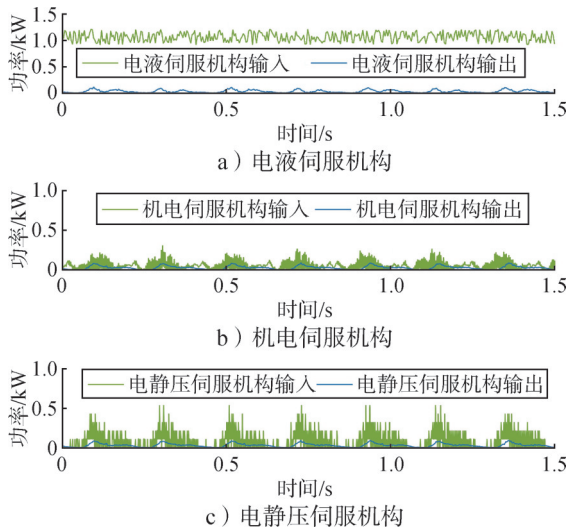 功率/kW
1.5
1.0
0.5
0
电液伺服机构输入 电液伺服机构输出
0 0.5 1.0 1.5
时间/s
a）电液伺服机构
功率/kW
1.0
0.5
0
机电伺服机构输入 机电伺服机构输出
0 0.5 1.0 1.5
时间/s
b）机电伺服机构
功率/kW
1.0
0.5
0
电静压伺服机构输入 电静压伺服机构输出
0 0.5 1.0 1.5
时间/s
c）电静压伺服机构